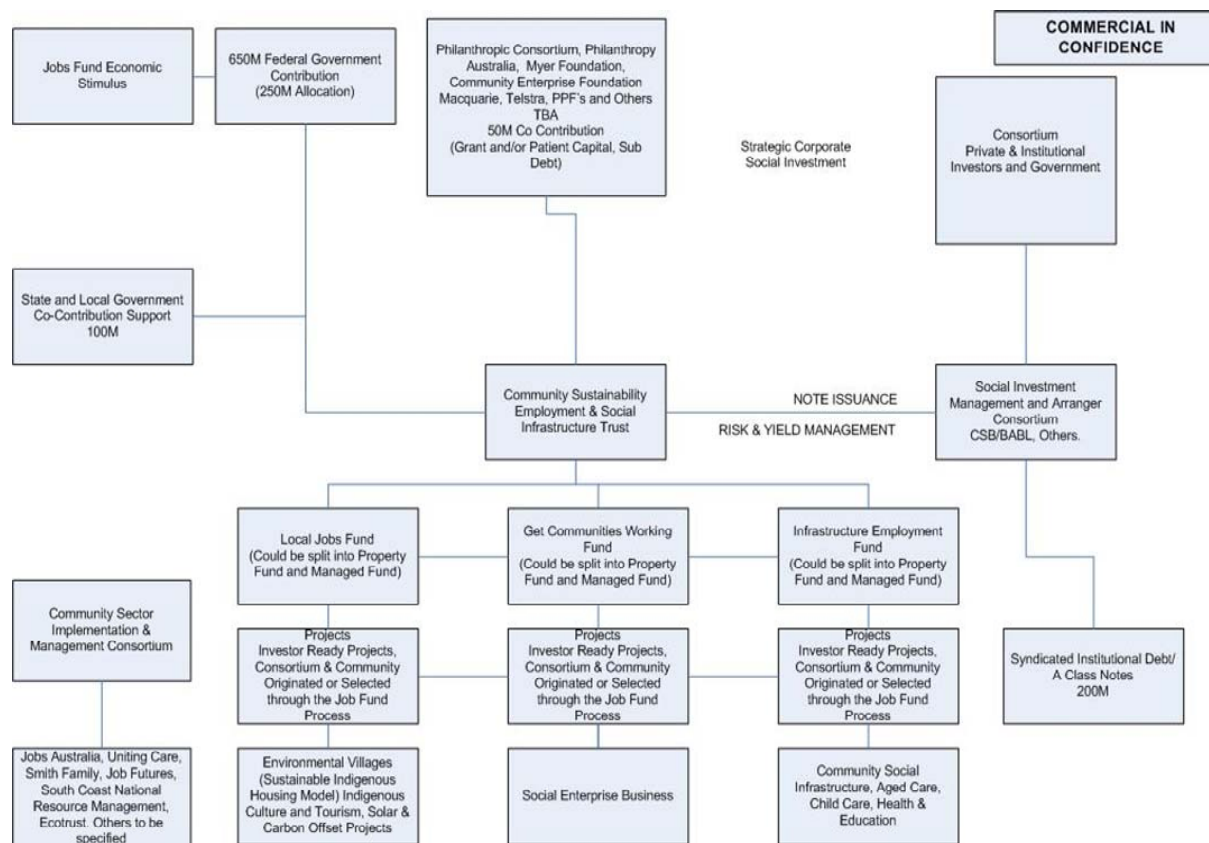 COMMERCIAL IN
CONFIDENCE
Jobs Fund Economic
Stimulus
650M Federal Government
Contribution
(250M Allocation)
Philanthropic Consortium, Philanthropy
Australia, Myer Foundation,
Community Enterprise Foundation
Macquarie, Telstra, PPF's and Others
TBA
50M Co Contribution
(Grant and/or Patient Capital, Sub
Debt)
Strategic Corporate
Social Investment
Consortium
Private & Institutional
Investors and Government
State and Local Government
Co-Contribution Support
100M
Community Sustainability
Employment & Social
Infrastructure Trust
NOTE ISSUANCE
RISK & YIELD MANAGEMENT
Social Investment
Management and Arranger
Consortium
CSB/BABL, Others.
Local Jobs Fund
(Could be split into Property
Fund and Managed Fund)
Get Communities Working
Fund
(Could be split into Property
Fund and Managed Fund)
Infrastructure Employment
Fund
(Could be split into Property
Fund and Managed Fund)
Community Sector
Implementation &
Management Consortium
Projects
Investor Ready Projects,
Consortium & Community
Originated or Selected
through the Job Fund
Process
Projects
Investor Ready Projects,
Consortium & Community
Originated or Selected
through the Job Fund
Process
Projects
Investor Ready Projects,
Consortium & Community
Originated or Selected
through the Job Fund
Process
Syndicated Institutional Debt/
A Class Notes
200M
Jobs Australia, Uniting Care,
Smith Family, Job Futures,
South Coast National
Resource Management,
Ecotrust. Others to be
specified
Environmental Villages
(Sustainable Indigenous
Housing Model) Indigenous
Culture and Tourism, Solar &
Carbon Offset Projects
Social Enterprise Business
Community Social
Infrastructure, Aged Care,
Child Care, Health &
Education